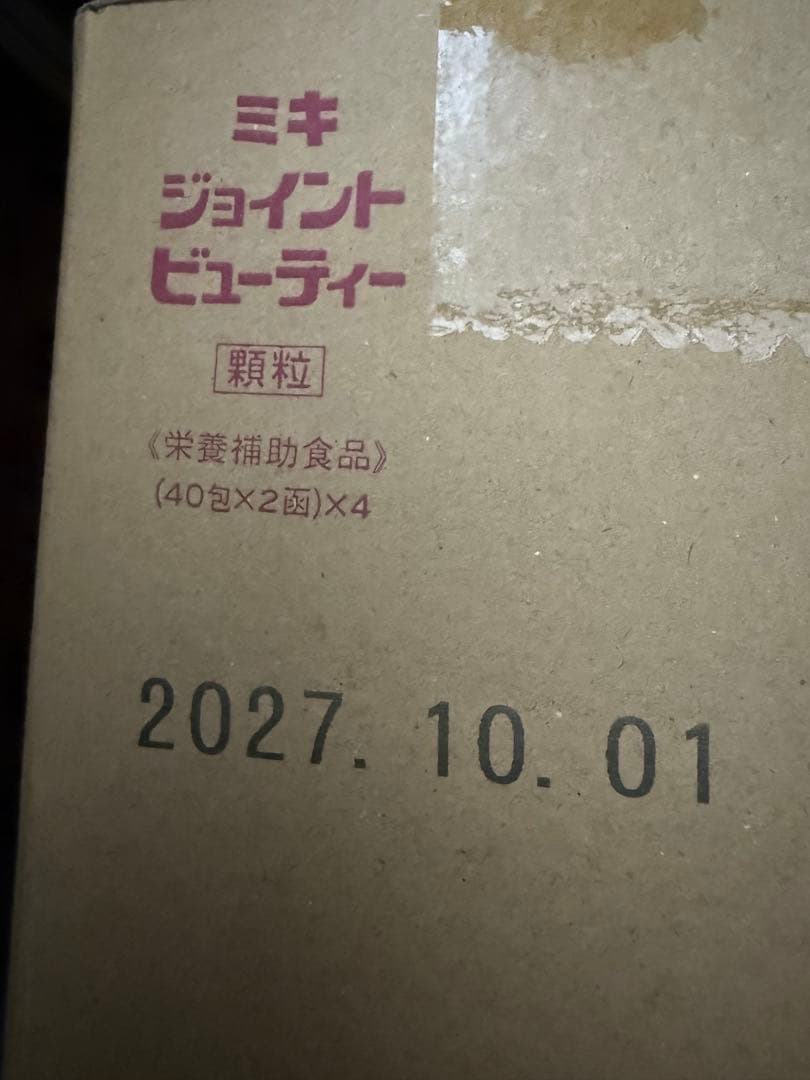 ミキ
ジョイント
ビューティー
顆粒
《栄養補助食品》
(40包×2函)×4
2027. 10. 01